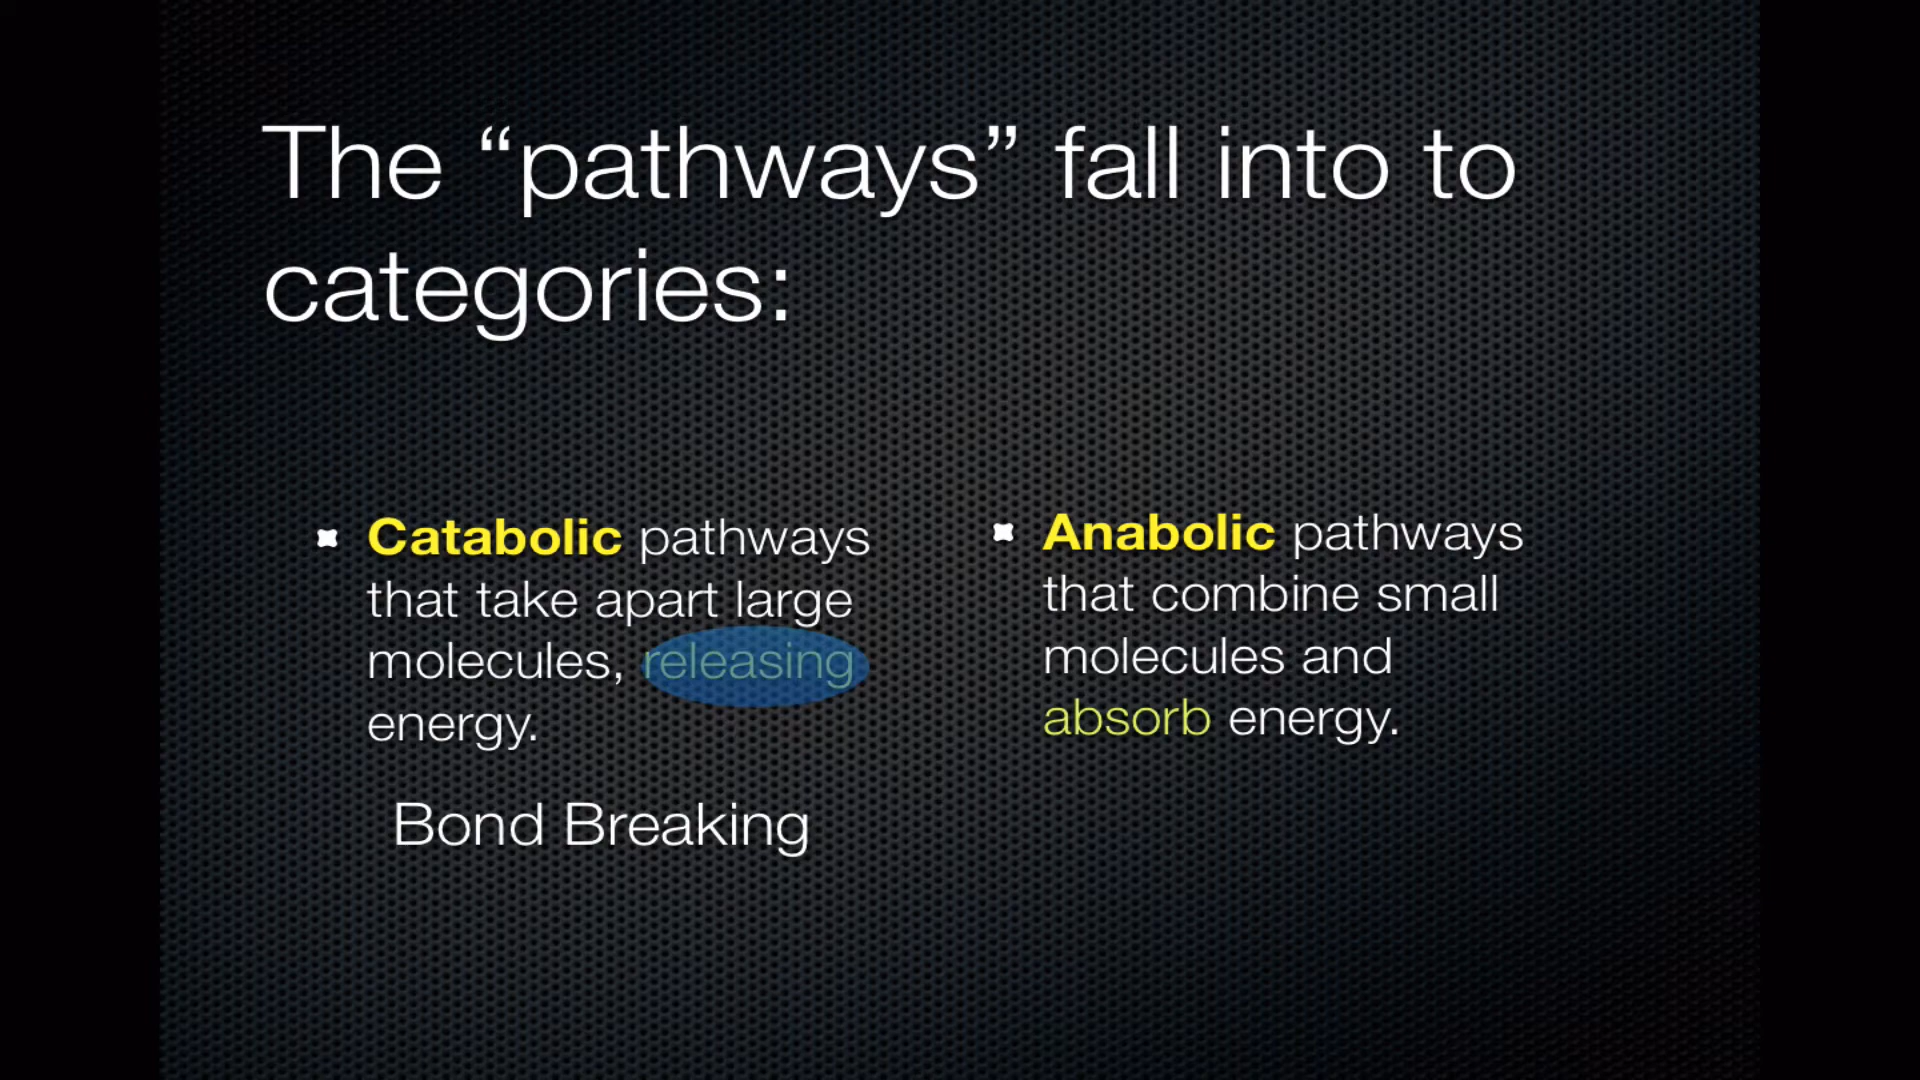 The “pathways” fall into to
categories:
Catabolic pathways
that take apart large
molecules, releasing
energy.
Bond Breaking
Anabolic pathways
that combine small
molecules and
absorb energy.